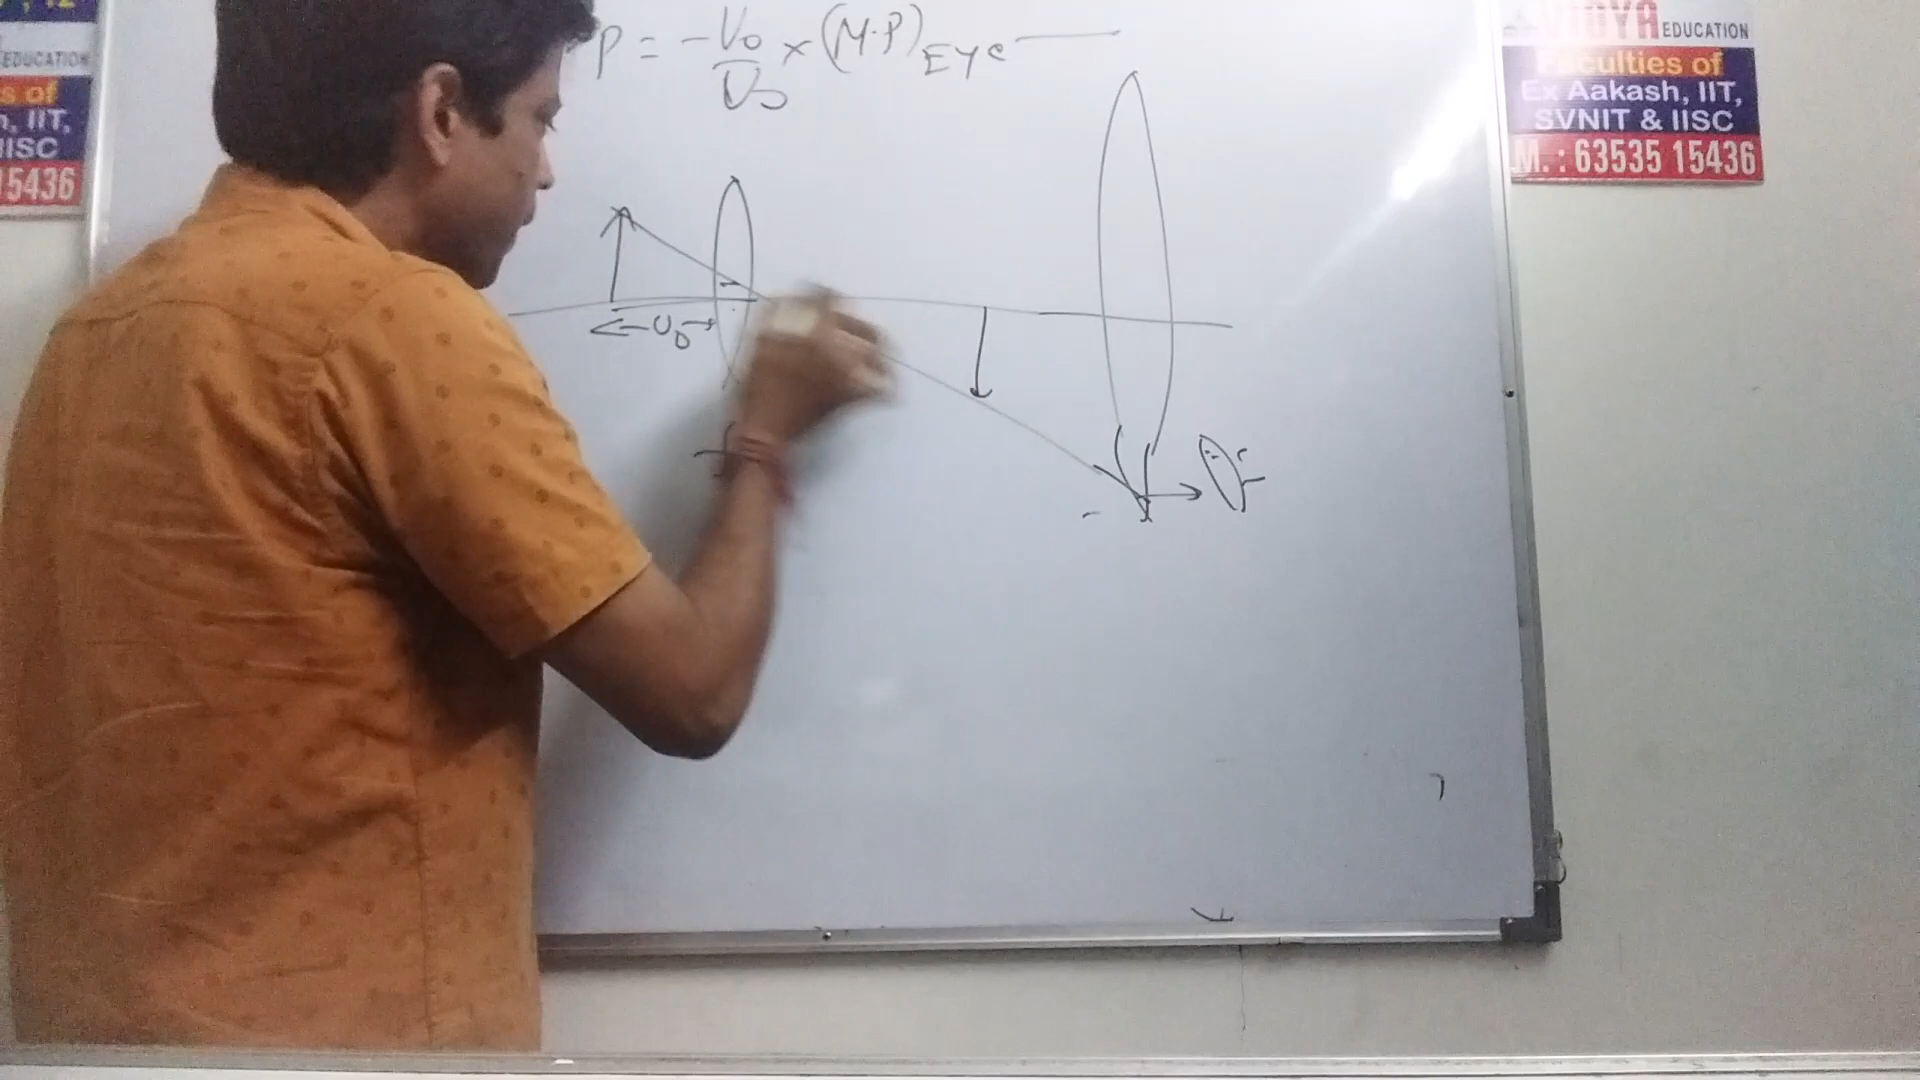 P = -V₀/U₀ × (M.P)Eye
U₀
EDUCATION
s of
, IIT,
IISC
15436
VIDYA EDUCATION
Faculties of
Ex Aakash, IIT,
SVNIT & IISC
M. : 63535 15436